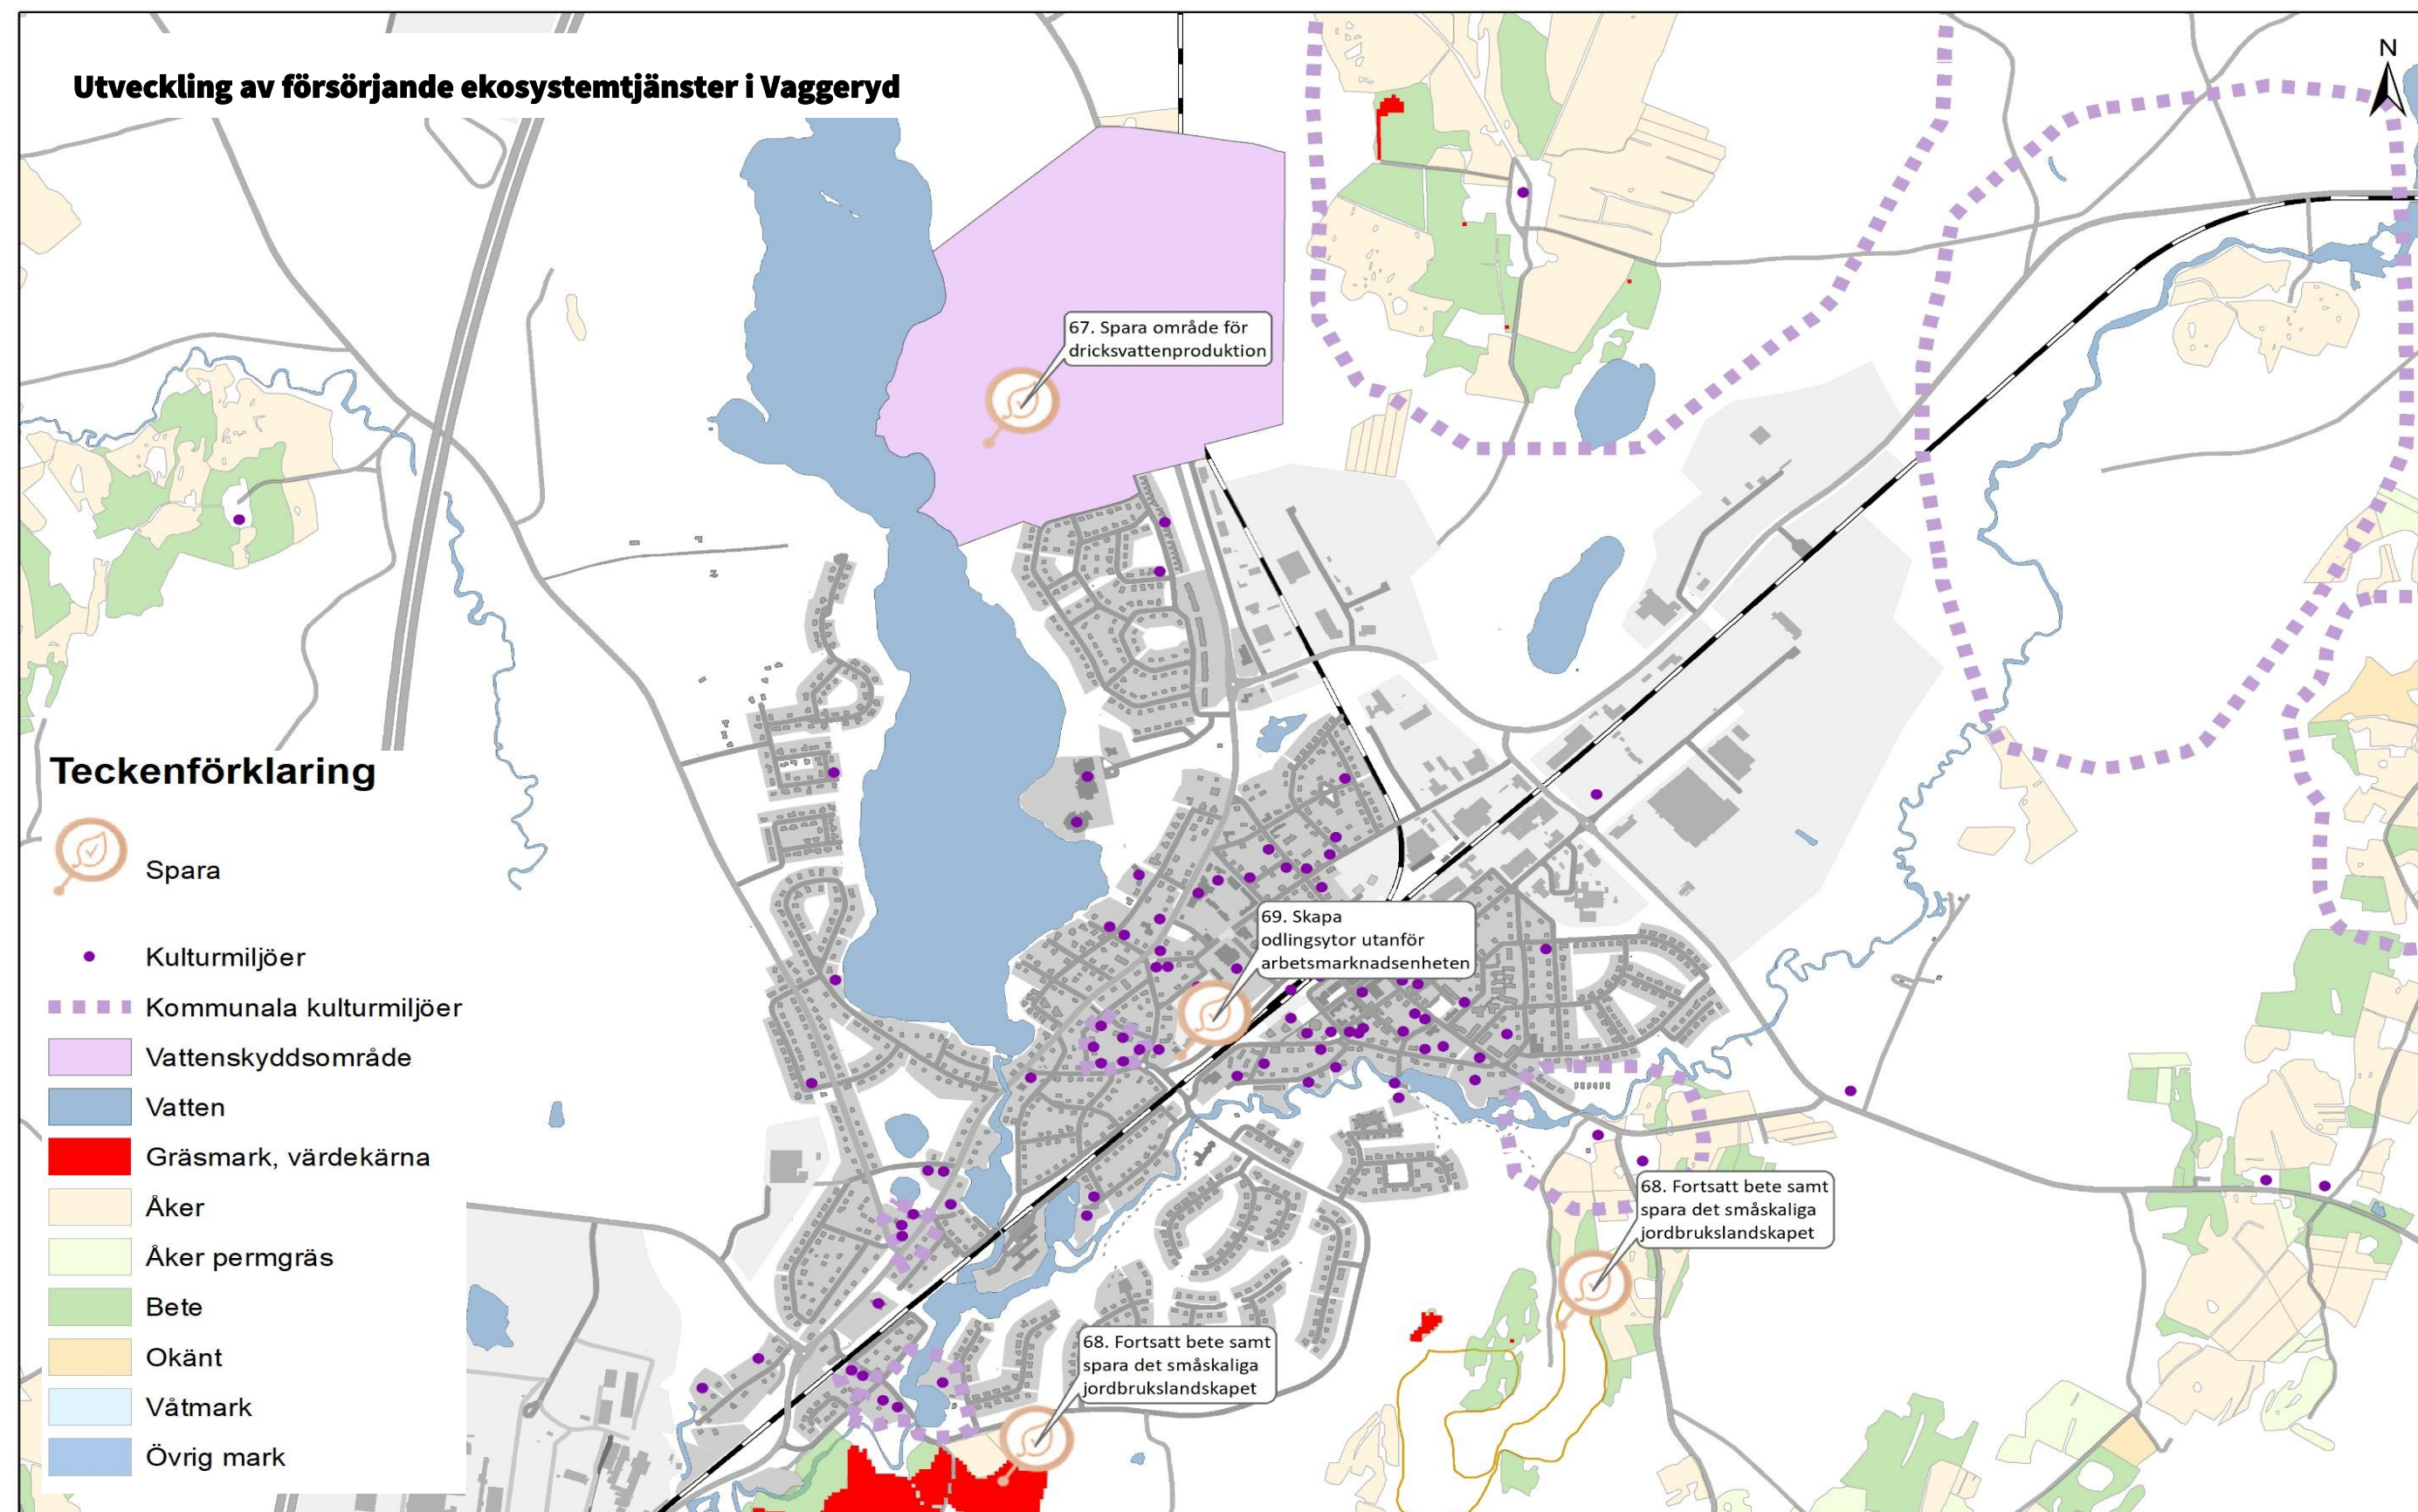 Utveckling av försörjande ekosystemtjänster i Vaggeryd
N
67. Spara område för
dricksvattenproduktion
69. Skapa
odlingsytor utanför
arbetsmarknadsenheten
68. Fortsatt bete samt
spara det småskaliga
jordbrukslandskapet
68. Fortsatt bete samt
spara det småskaliga
jordbrukslandskapet
Teckenförklaring
Spara
Kulturmiljöer
Kommunala kulturmiljöer
Vattenskyddsområde
Vatten
Gräsmark, värdekärna
Åker
Åker permgräs
Bete
Okänt
Våtmark
Övrig mark